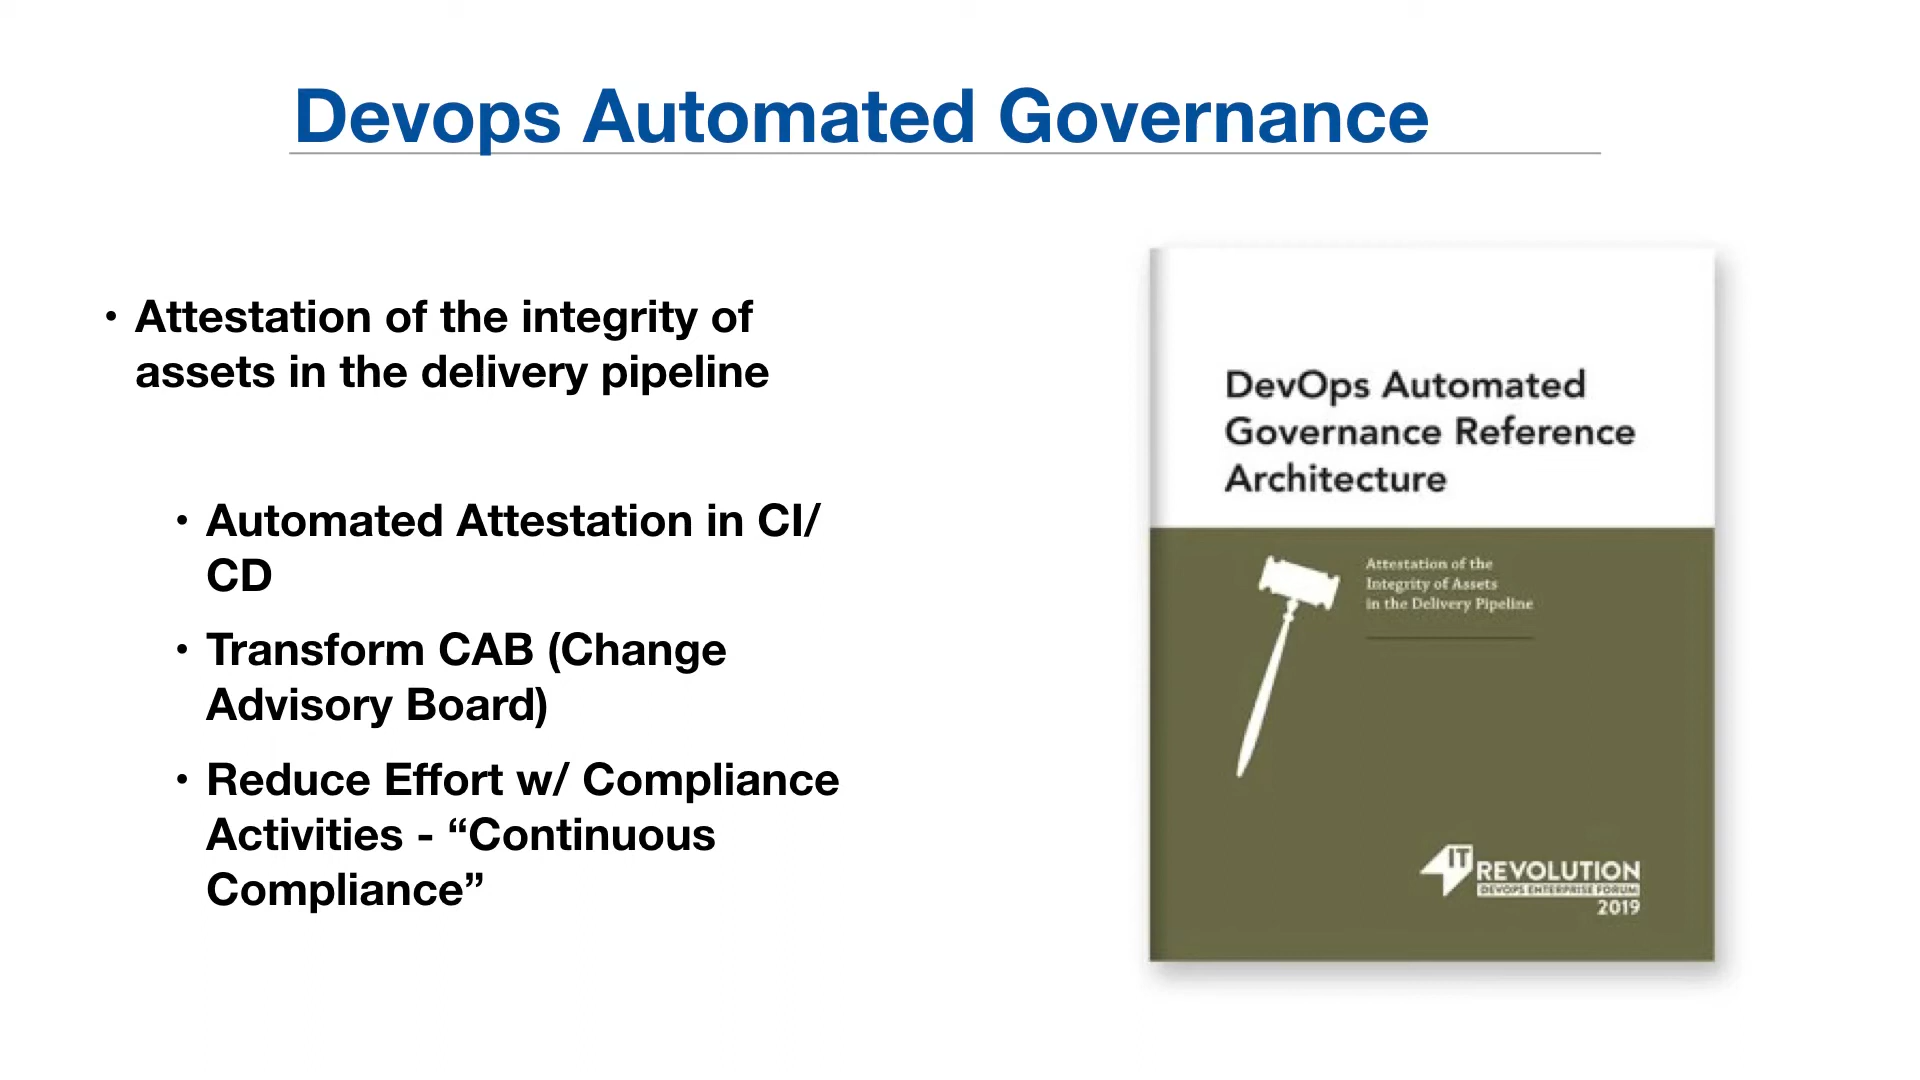 Devops Automated Governance
• Attestation of the integrity of
assets in the delivery pipeline
• Automated Attestation in CI/
CD
• Transform CAB (Change
Advisory Board)
• Reduce Effort w/ Compliance
Activities - “Continuous
Compliance”
DevOps Automated
Governance Reference
Architecture
Attestation of the
Integrity of Assets
in the Delivery Pipeline
IT REVOLUTION
DEVOPS ENTERPRISE FORUM
2019